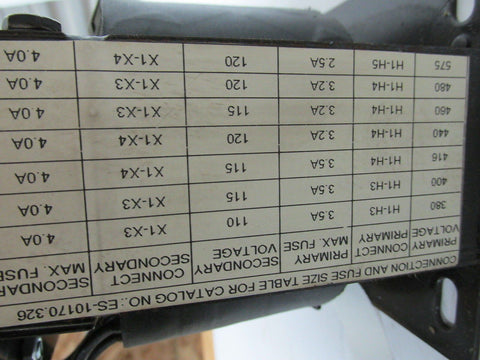 CONNECTION AND FUSE SIZE TABLE FOR CATALOG NO.: ES-10170.326
PRIMARY CONNECT PRIMARY SECONDARY CONNECT SECONDARY
VOLTAGE PRIMARY MAX. FUSE VOLTAGE SECONDARY MAX. FUSE
380 H1-H3 3.5A 110 X1-X3 4.0A
400 H1-H3 3.5A 115 X1-X3 4.0A
416 H1-H4 3.5A 115 X1-X4 4.0A
440 H1-H4 3.2A 120 X1-X4 4.0A
460 H1-H4 3.2A 115 X1-X3 4.0A
480 H1-H4 3.2A 120 X1-X3 4.0A
575 H1-H5 2.5A 120 X1-X4 4.0A